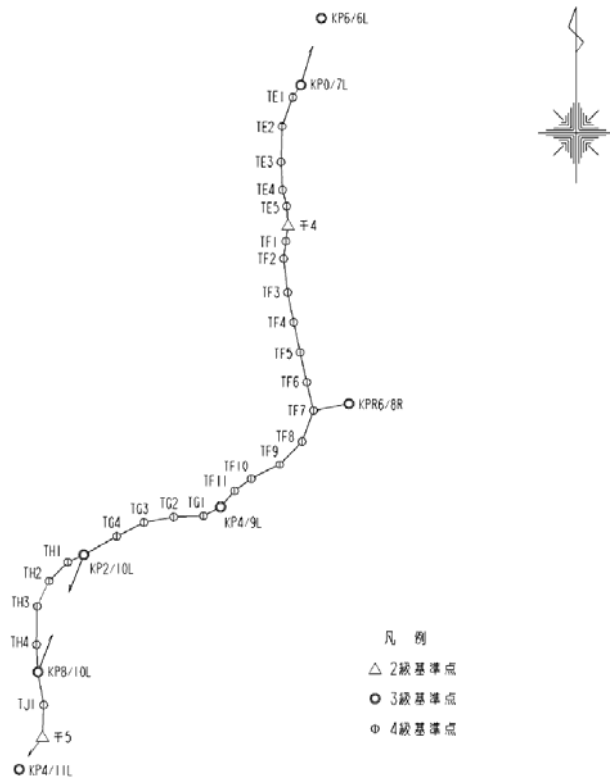 KP6/6L
KP0/7L
TE1
TE2
TE3
TE4
TE5
干4
TF1
TF2
TF3
TF4
TF5
TF6
TF7
KPR6/8R
TF8
TF9
TF10
TF11
KP4/9L
TG1
TG2
TG3
TG4
TH1
KP2/10L
TH2
TH3
TH4
KP8/10L
TJ1
干5
KP4/11L
凡 例
2級基準点
3級基準点
4級基準点